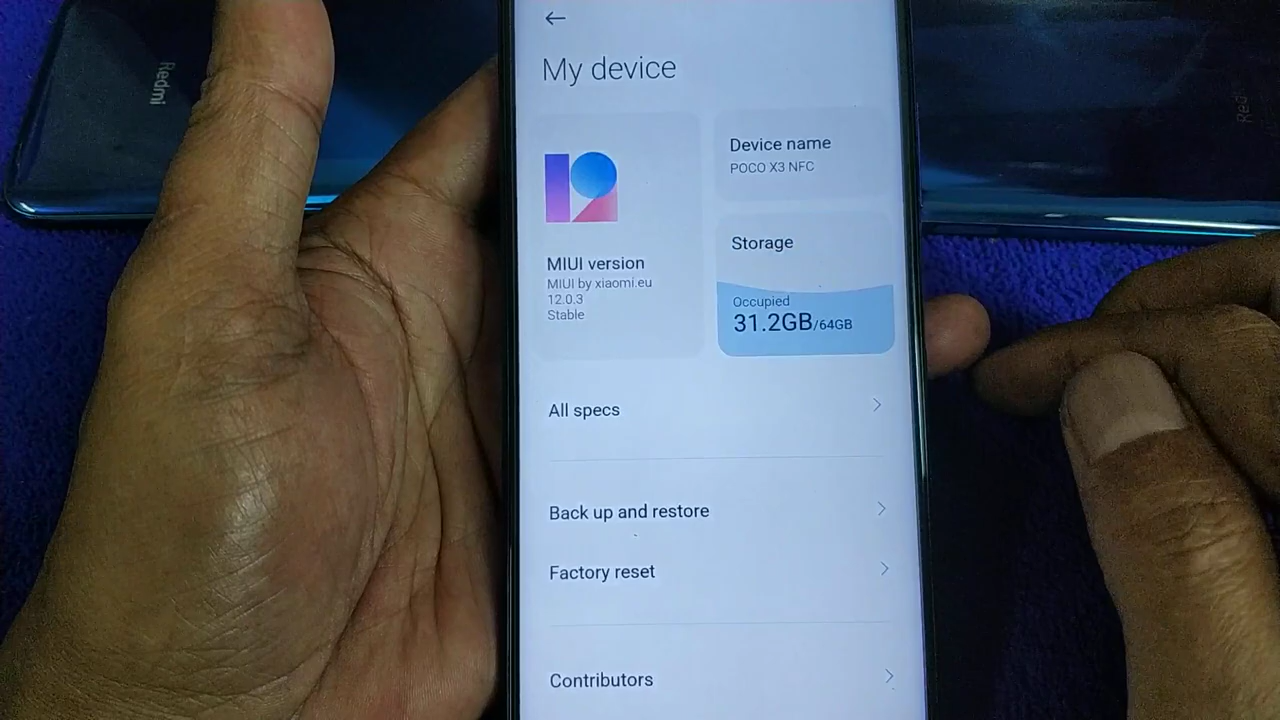 Redmi
My device
MIUI version
MIUI by xiaomi.eu
12.0.3
Stable
Device name
POCO X3 NFC
Storage
Occupied
31.2GB/64GB
All specs
Back up and restore
Factory reset
Contributors
Red